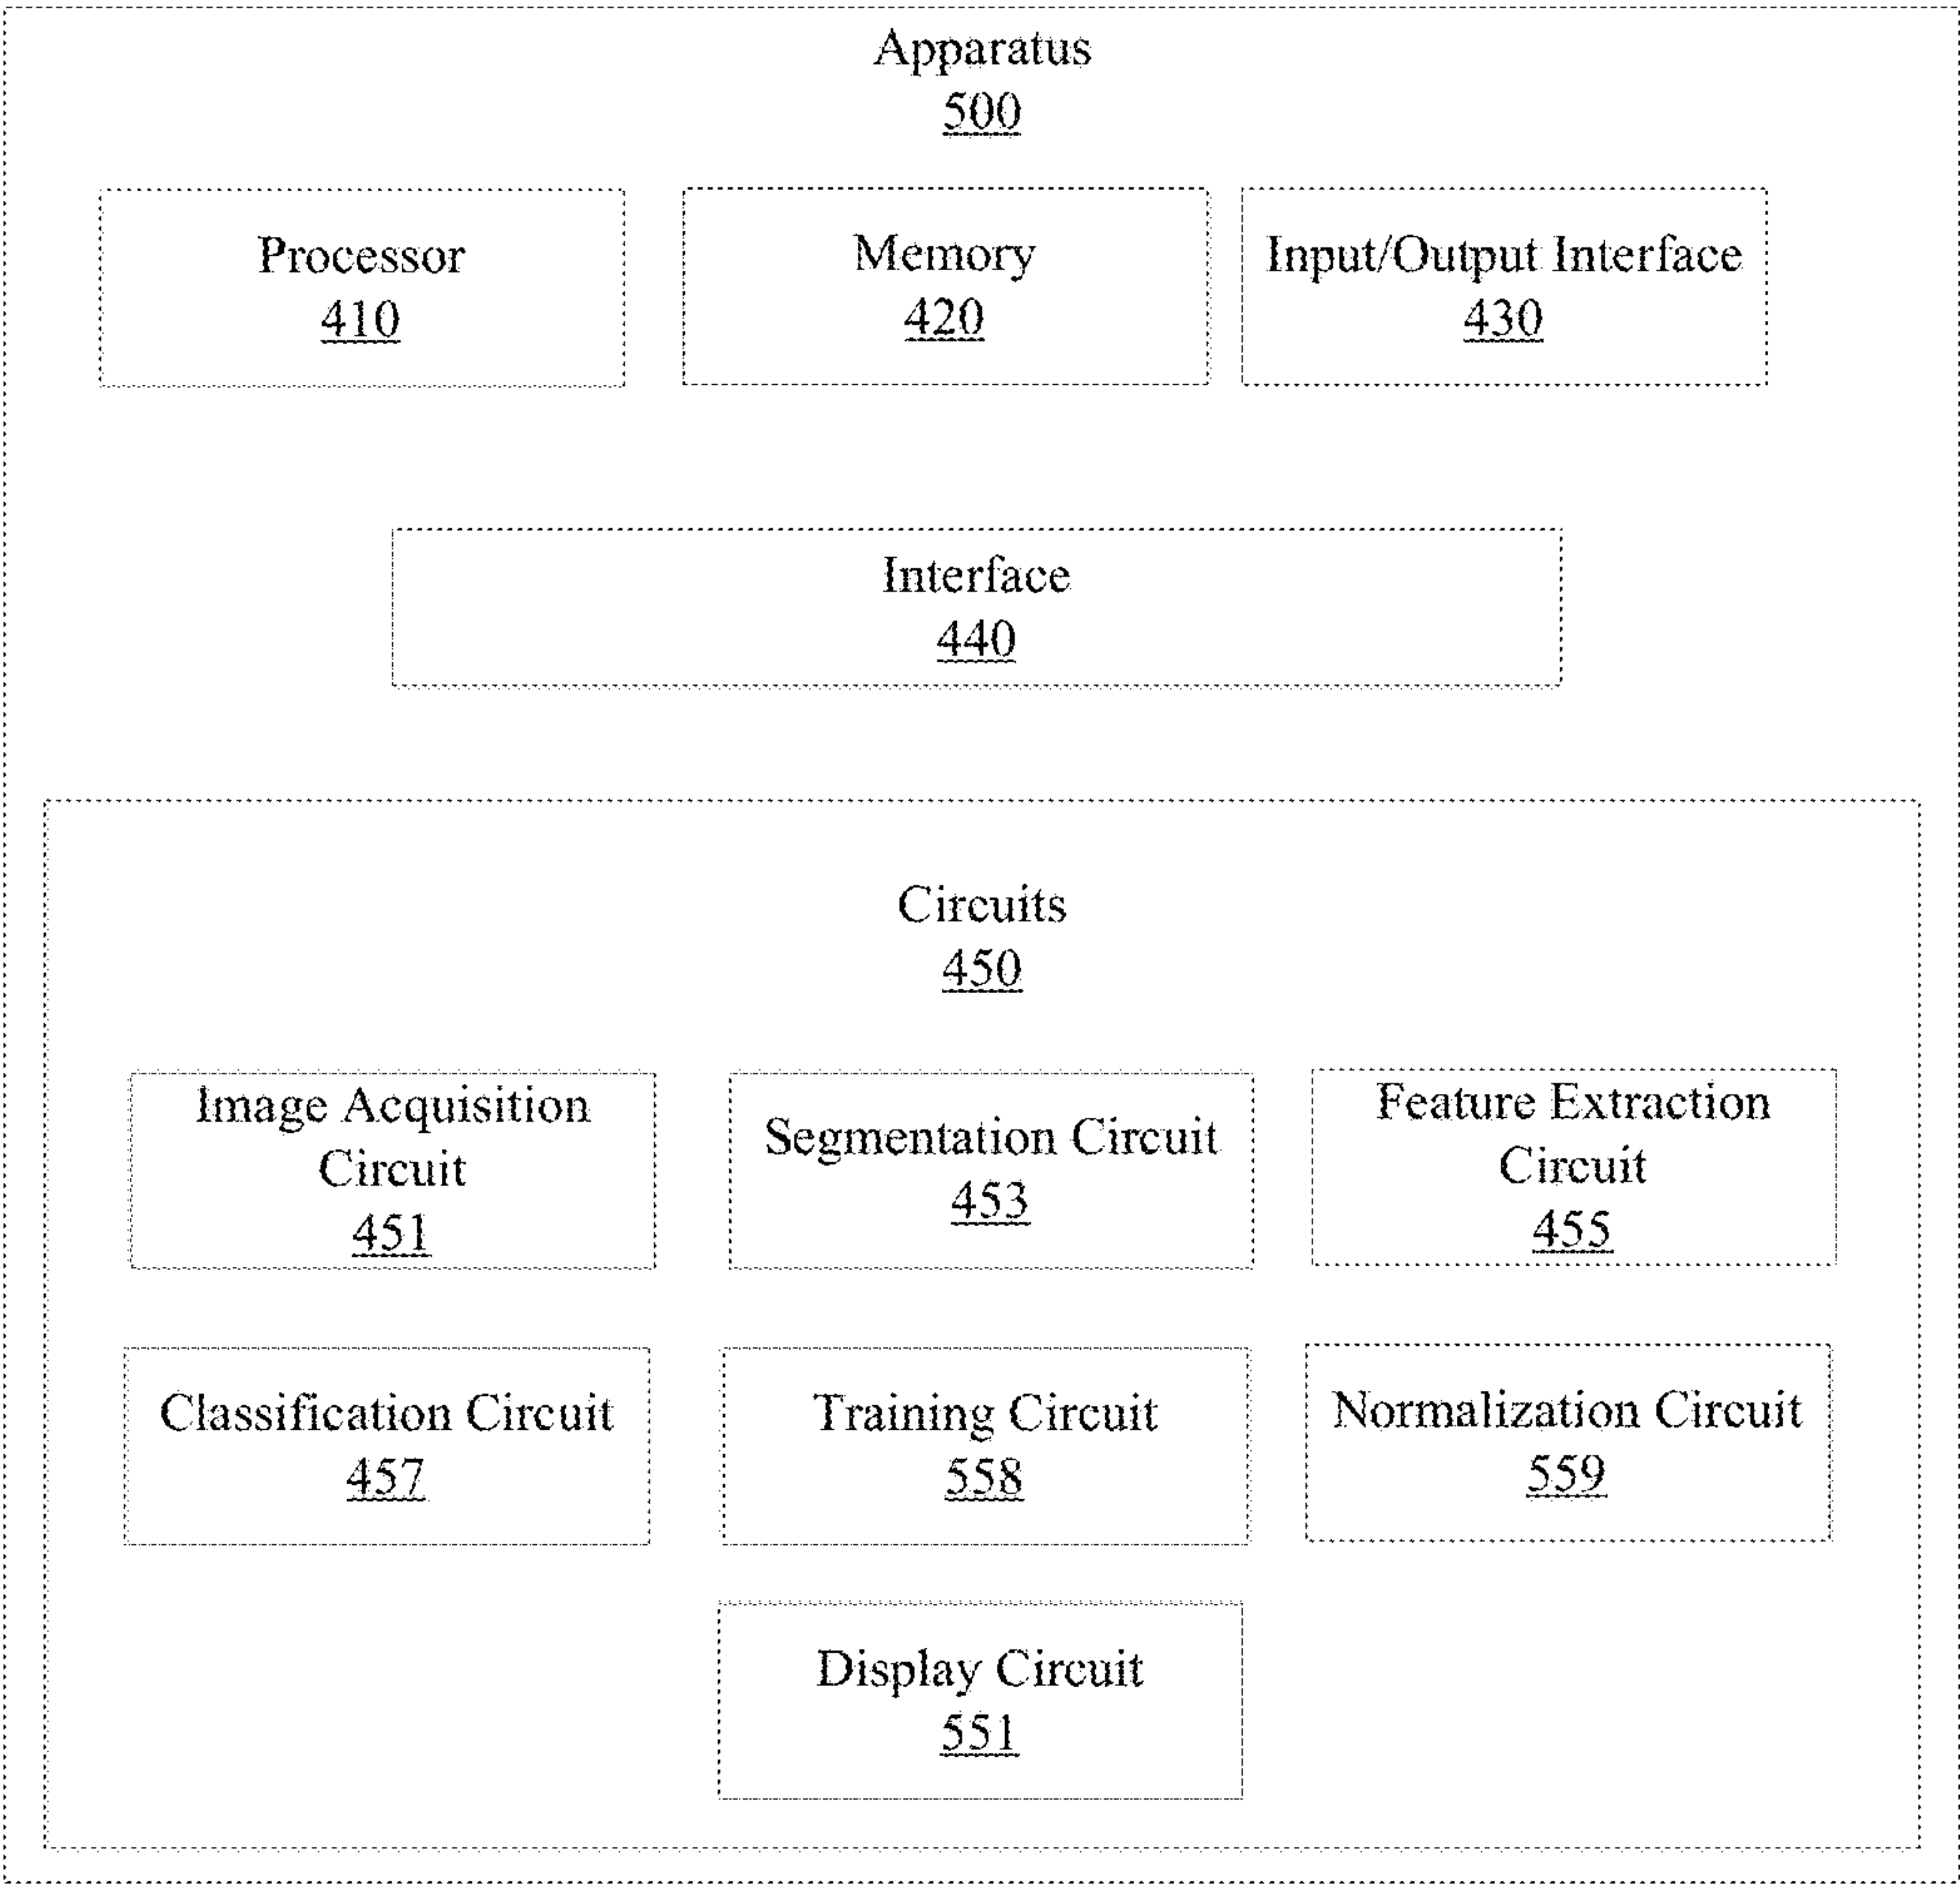 Apparatus
500
Processor
410
Memory
420
Input/Output Interface
430
Interface
440
Circuits
450
Image Acquisition
Circuit
451
Segmentation Circuit
453
Feature Extraction
Circuit
455
Classification Circuit
457
Training Circuit
558
Normalization Circuit
559
Display Circuit
551